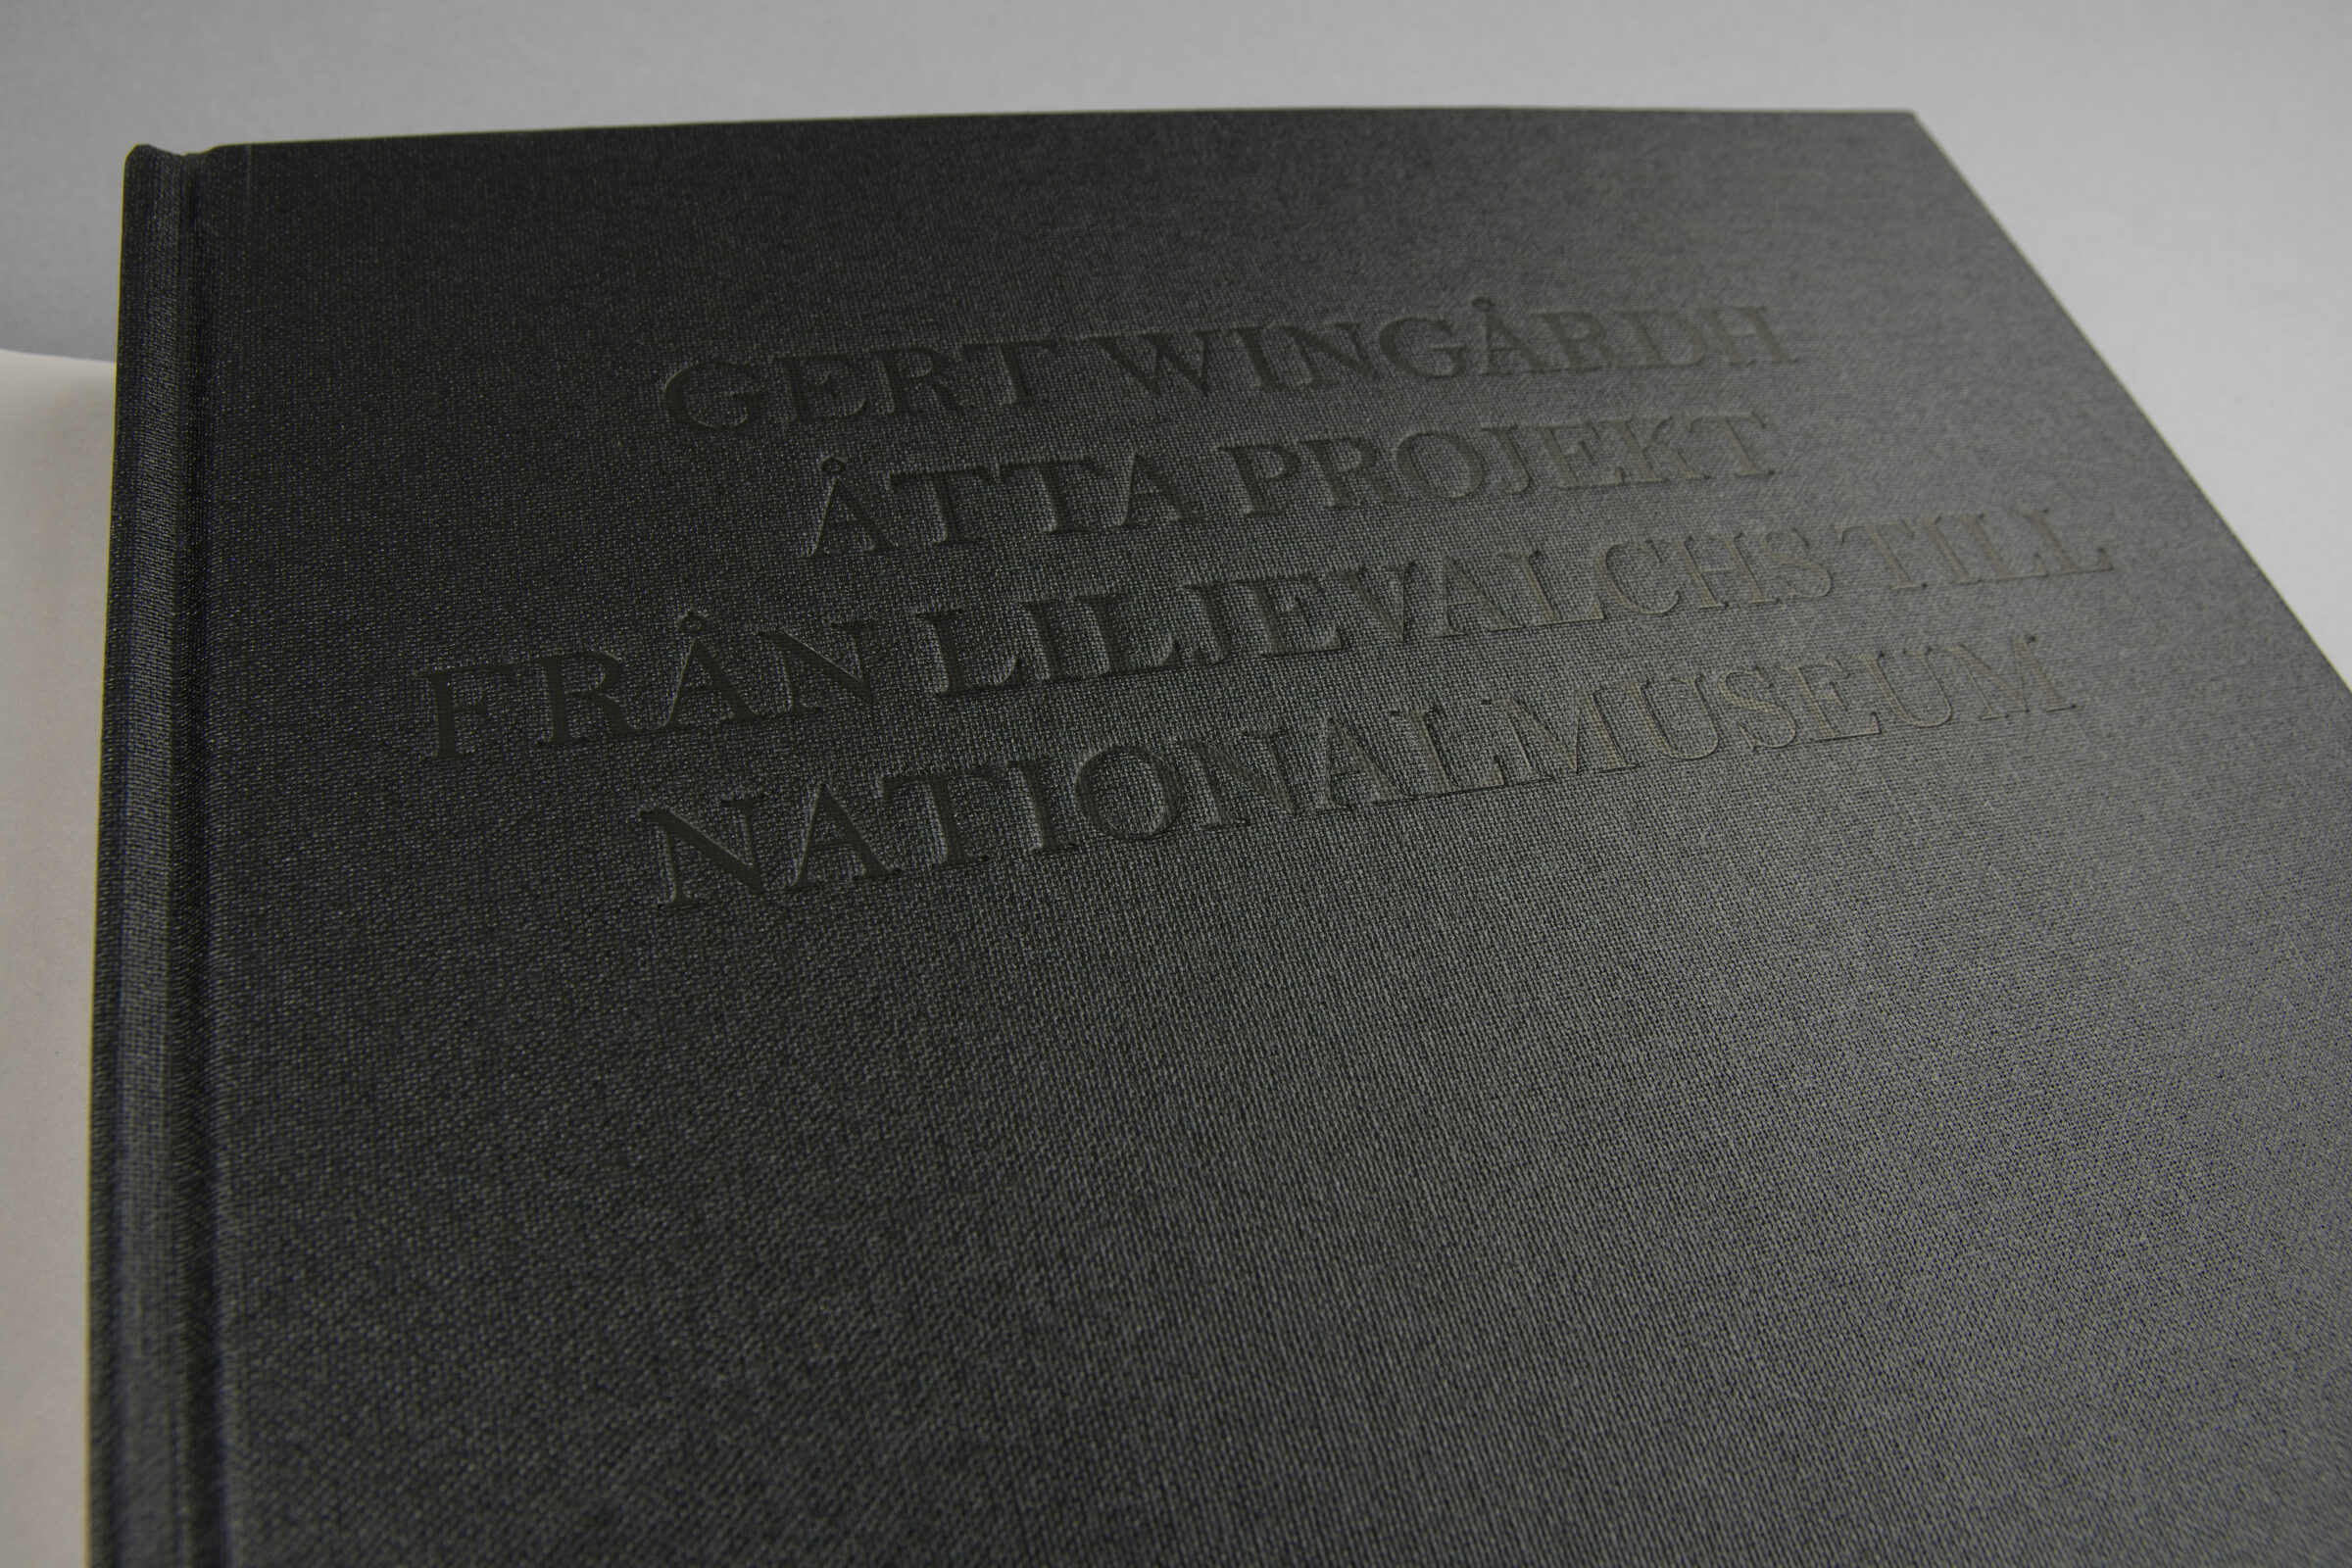 GERT WINGÅRDH
ÅTTA PROJEKT
FRÅN LILJEVALCHS TILL
NATIONALMUSEUM